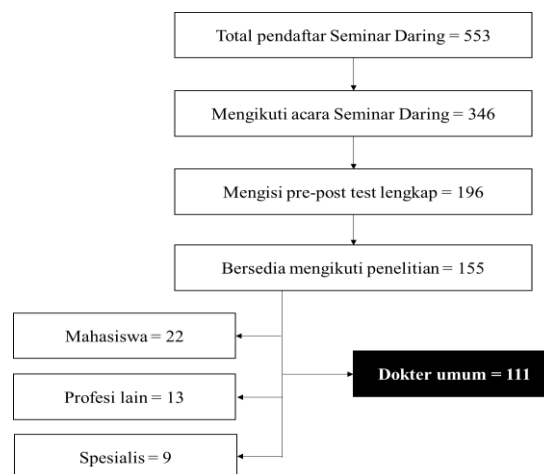 Total pendaftar Seminar Daring = 553
Mengikuti acara Seminar Daring = 346
Mengisi pre-post test lengkap = 196
Bersedia mengikuti penelitian = 155
Mahasiswa = 22
Dokter umum = 111
Profesi lain = 13
Spesialis = 9